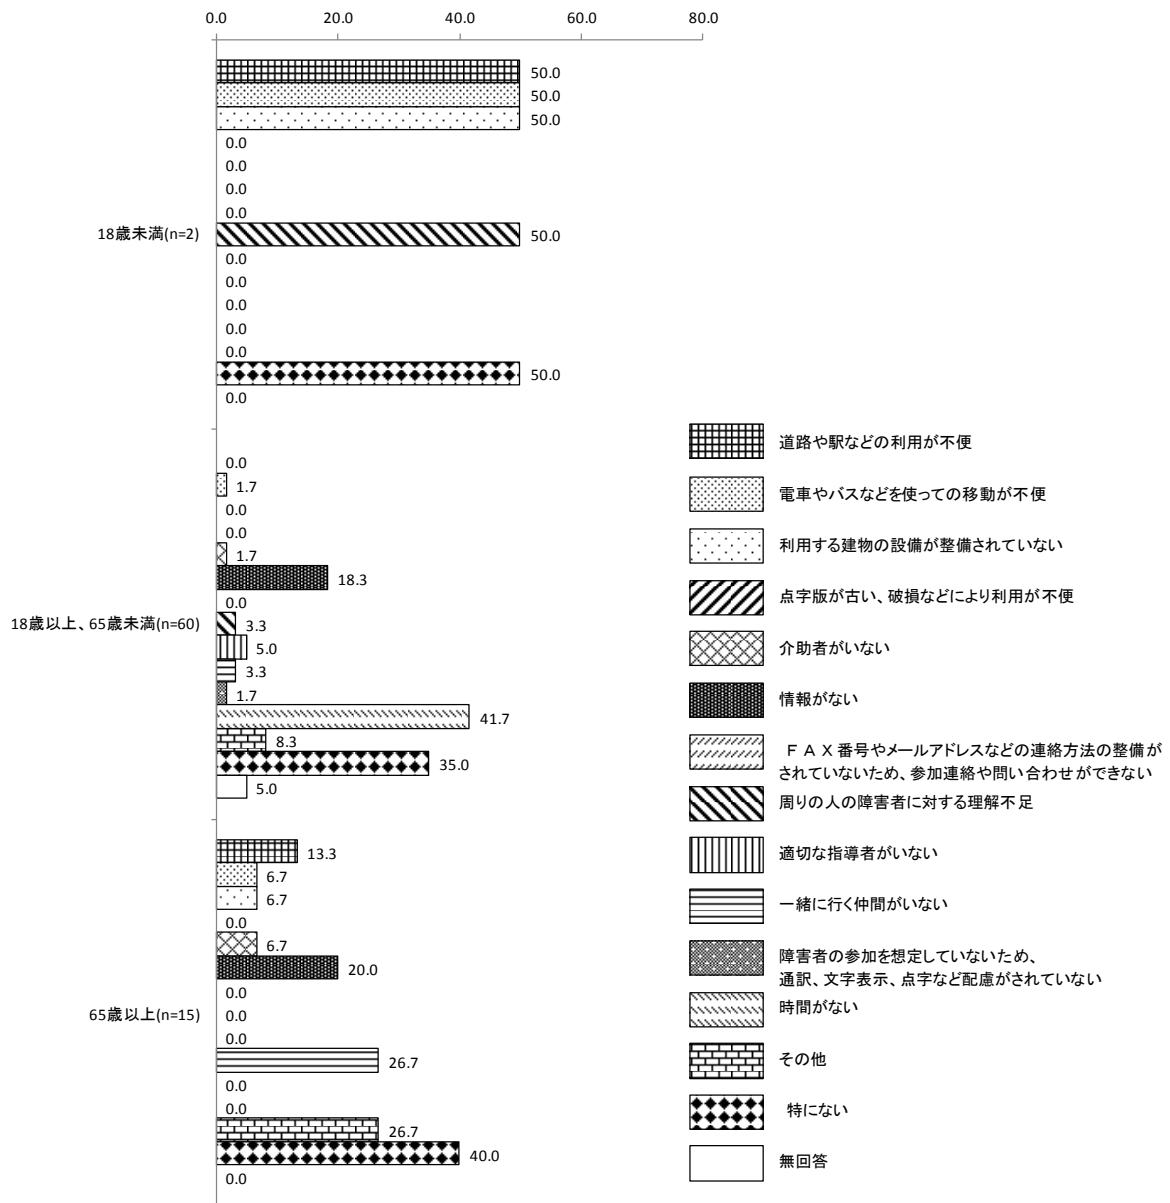 0.0 20.0 40.0 60.0 80.0
50.0
50.0
50.0
0.0
0.0
0.0
0.0
50.0
0.0
0.0
0.0
0.0
0.0
50.0
0.0
18歳未満(n=2)
0.0
1.7
0.0
0.0
1.7
18.3
0.0
3.3
5.0
3.3
1.7
41.7
8.3
35.0
5.0
18歳以上、65歳未満(n=60)
13.3
6.7
6.7
0.0
6.7
20.0
0.0
0.0
0.0
26.7
0.0
0.0
26.7
40.0
0.0
65歳以上(n=15)
道路や駅などの利用が不便
電車やバスなどを使っての移動が不便
利用する建物の設備が整備されていない
点字版が古い、破損などにより利用が不便
介助者がいない
情報がない
ＦＡＸ番号やメールアドレスなどの連絡方法の整備が
されていないため、参加連絡や問い合わせができない
周りの人の障害者に対する理解不足
適切な指導者がいない
一緒に行く仲間がいない
障害者の参加を想定していないため、
通訳、文字表示、点字など配慮がされていない
時間がない
その他
特にない
無回答